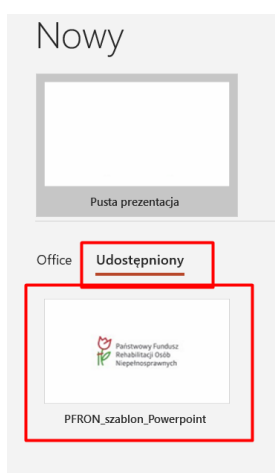 Nowy
Pusta prezentacja
Office Udostępniony
Państwowy Fundusz
Rehabilitacji Osób
Niepełnosprawnych
PFRON_szablon_Powerpoint